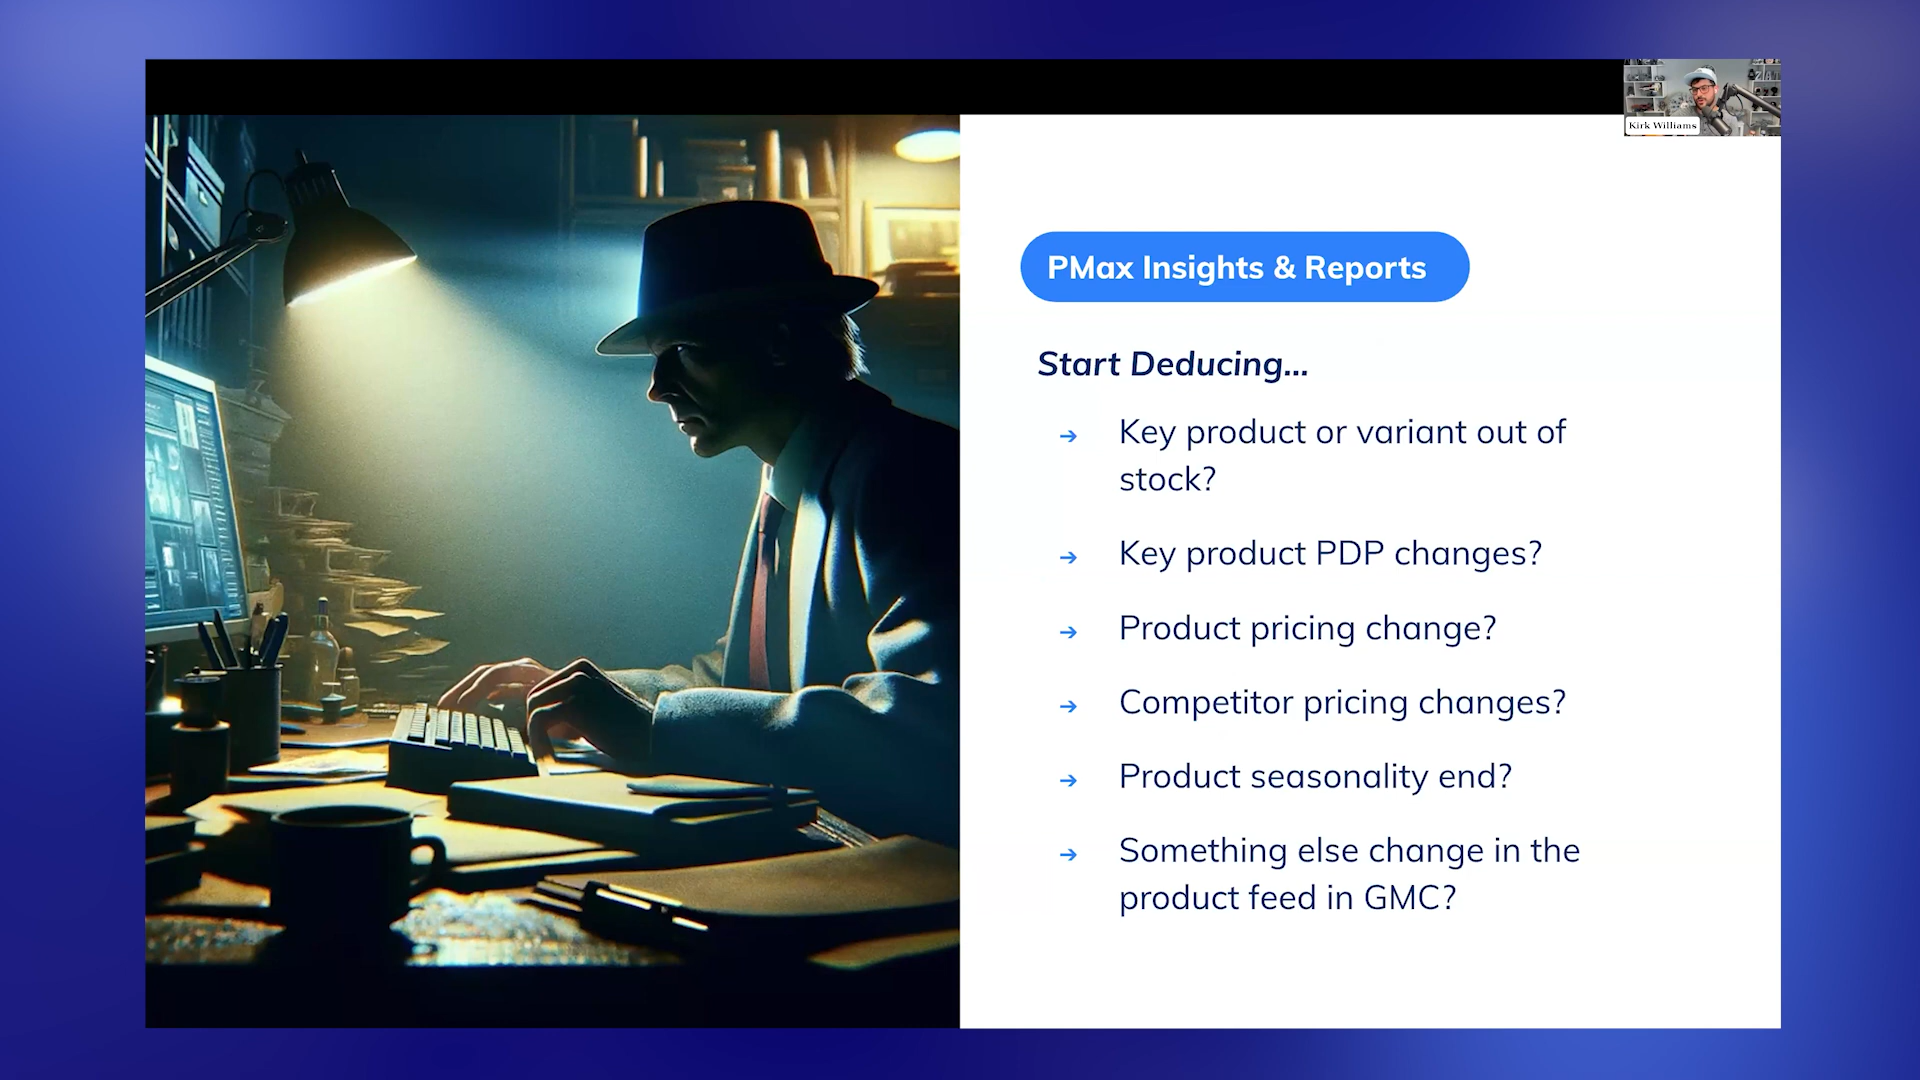 Kirk Williams
PMax Insights & Reports
Start Deducing...
Key product or variant out of
stock?
Key product PDP changes?
Product pricing change?
Competitor pricing changes?
Product seasonality end?
Something else change in the
product feed in GMC?